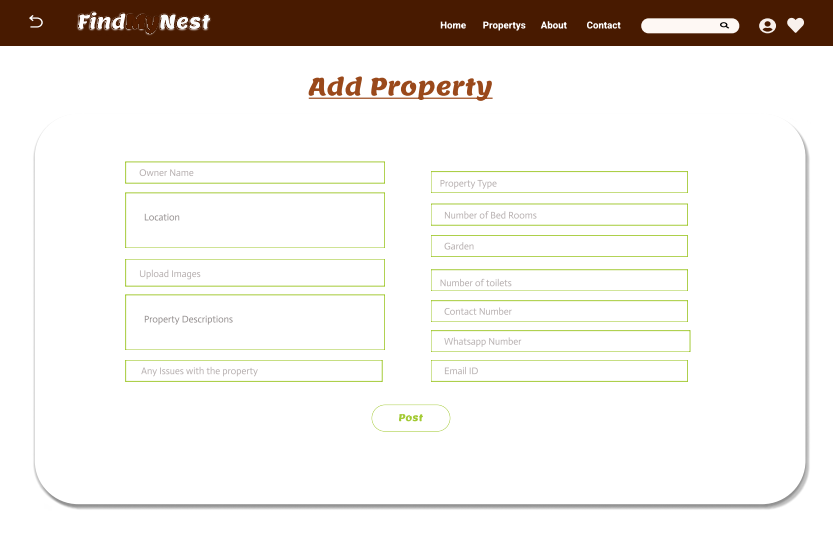 FindMyNest
Home Propertys About Contact
Add Property
Owner Name
Location
Upload Images
Property Descriptions
Any Issues with the property
Property Type
Number of Bed Rooms
Garden
Number of toilets
Contact Number
Whatsapp Number
Email ID
Post